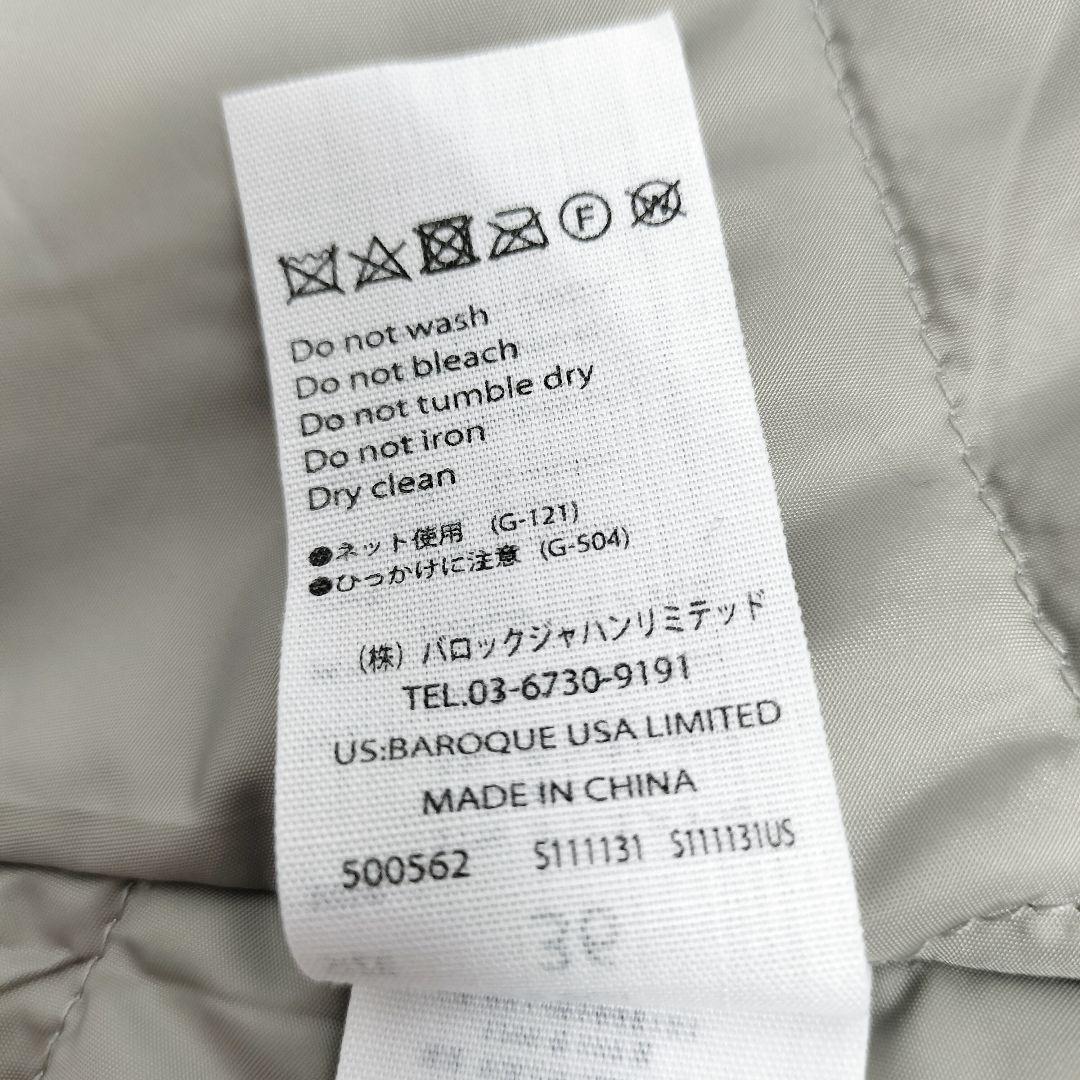 F W
Do not wash
Do not bleach
Do not tumble dry
Do not iron
Dry clean
●ネット使用 (G-121)
●ひっかけに注意 (G-504)
(株) バロックジャパンリミテッド
TEL.03-6730-9191
US:BAROQUE USA LIMITED
MADE IN CHINA
500562 S111131 S111131US